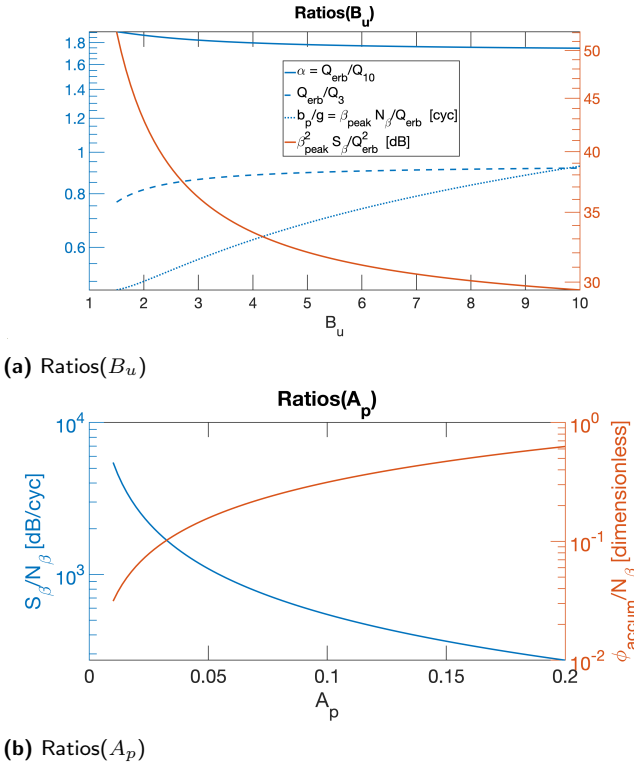 Ratios(B_u)
1.8
1.6
1.4
1.2
1
0.8
0.6
50
45
40
35
30
α = Q_erb/Q_10
Q_erb/Q_3
b_p/g = β_peak N_β/Q_erb [cyc]
β²_peak S_β/Q²_erb [dB]
1 2 3 4 5 6 7 8 9 10
B_u
(a) Ratios(B_u)
Ratios(A_p)
10^4
10^3
S_β/N_β [dB/cyc]
10^0
10^-1
10^-2
ϕ_accum/N_β [dimensionless]
0 0.05 0.1 0.15 0.2
A_p
(b) Ratios(A_p)